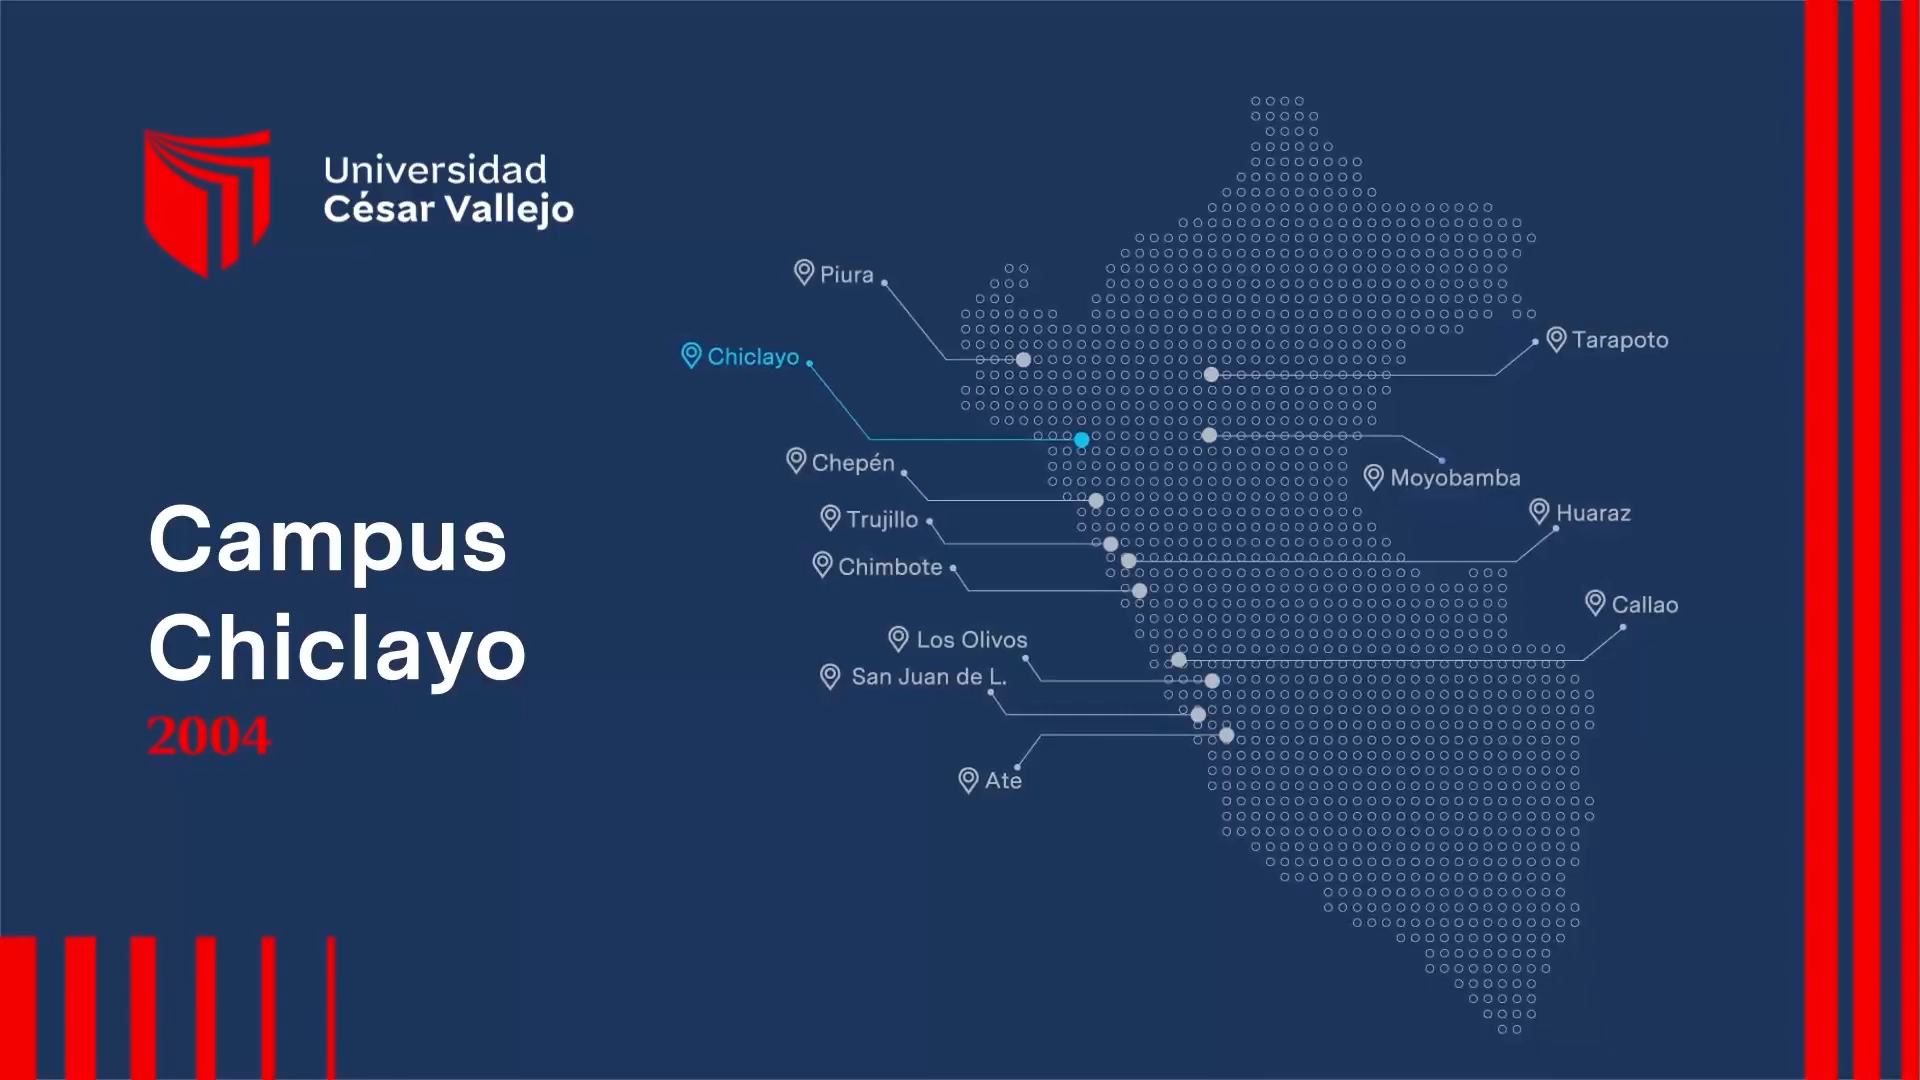 Universidad
César Vallejo
Campus
Chiclayo
2004
Piura
Chiclayo
Chepén
Trujillo
Chimbote
Los Olivos
San Juan de L.
Ate
Tarapoto
Moyobamba
Huaraz
Callao